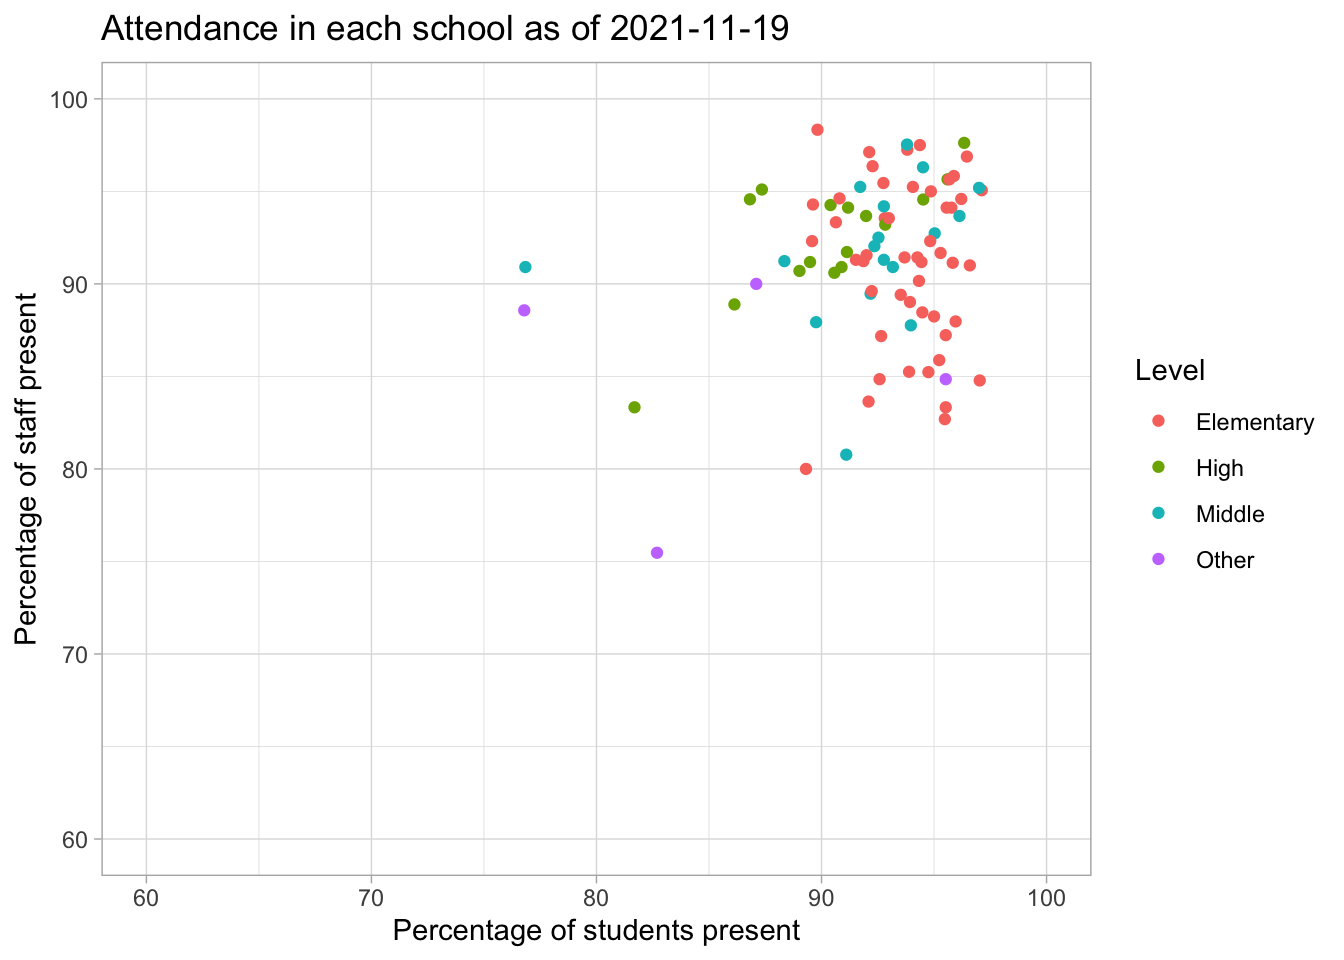 Attendance in each school as of 2021-11-19
Percentage of staff present
100
90
80
70
60
60 70 80 90 100
Percentage of students present
Level
Elementary
High
Middle
Other